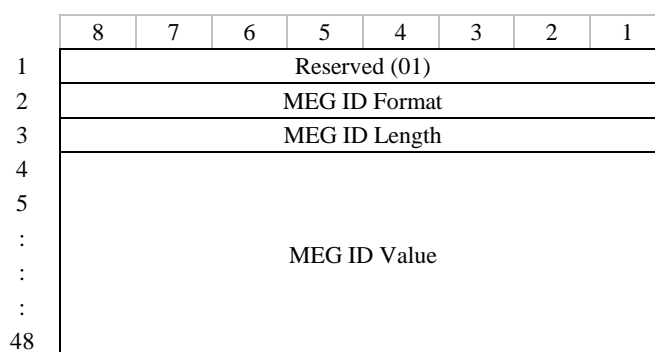 8 7 6 5 4 3 2 1
1 Reserved (01)
2 MEG ID Format
3 MEG ID Length
4
5
:
: MEG ID Value
:
48